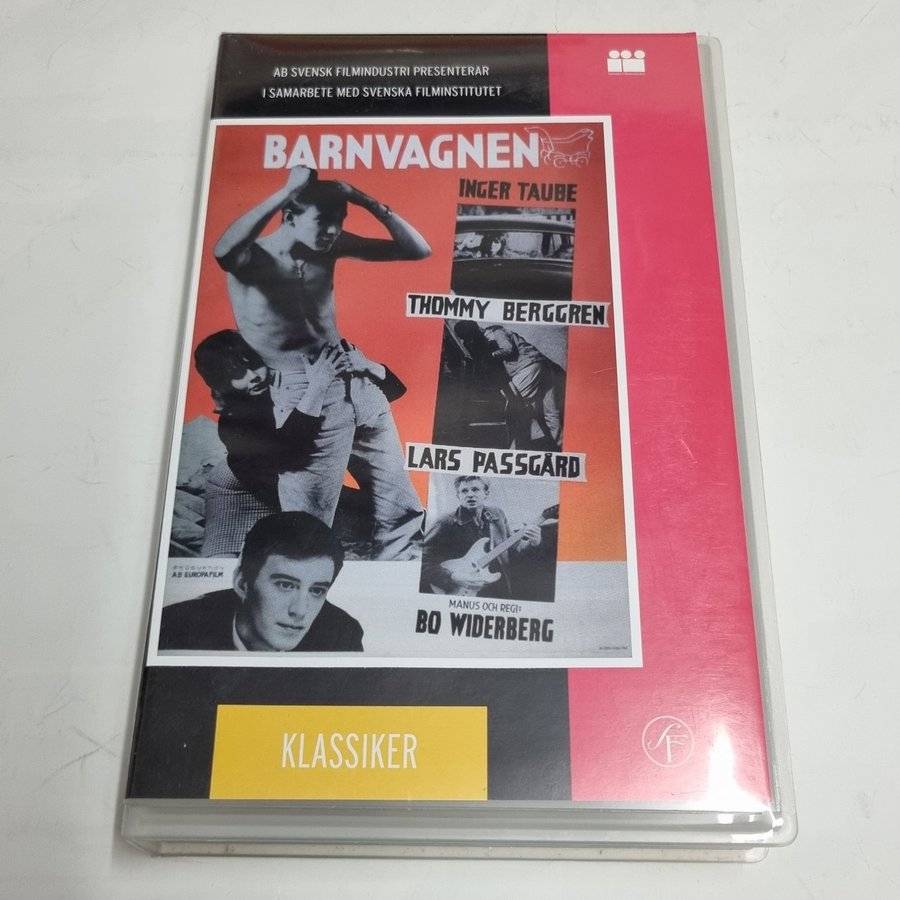 AB SVENSK FILMINDUSTRI PRESENTERAR
I SAMARBETE MED SVENSKA FILMINSTITUTET
BARNVAGNEN
INGER TAUBE
THOMMY BERGGREN
LARS PASSGÅRD
PRODUKTION
AB EUROPAFILM
MANUS OCH REGI:
BO WIDERBERG
KLASSIKER
SF